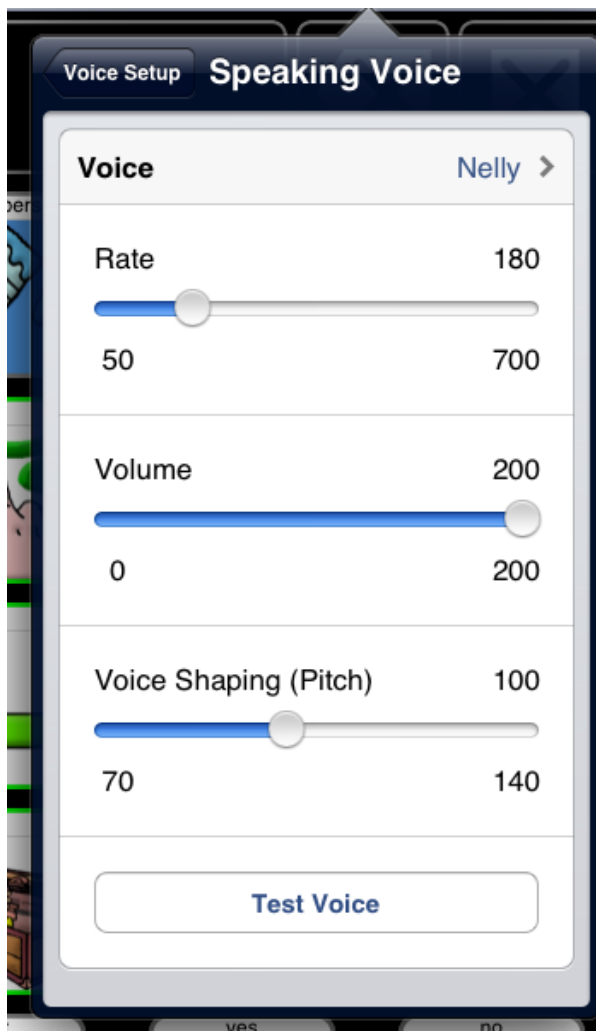 Voice Setup Speaking Voice
Voice Nelly
Rate 180
50 700
Volume 200
0 200
Voice Shaping (Pitch) 100
70 140
Test Voice
yes no